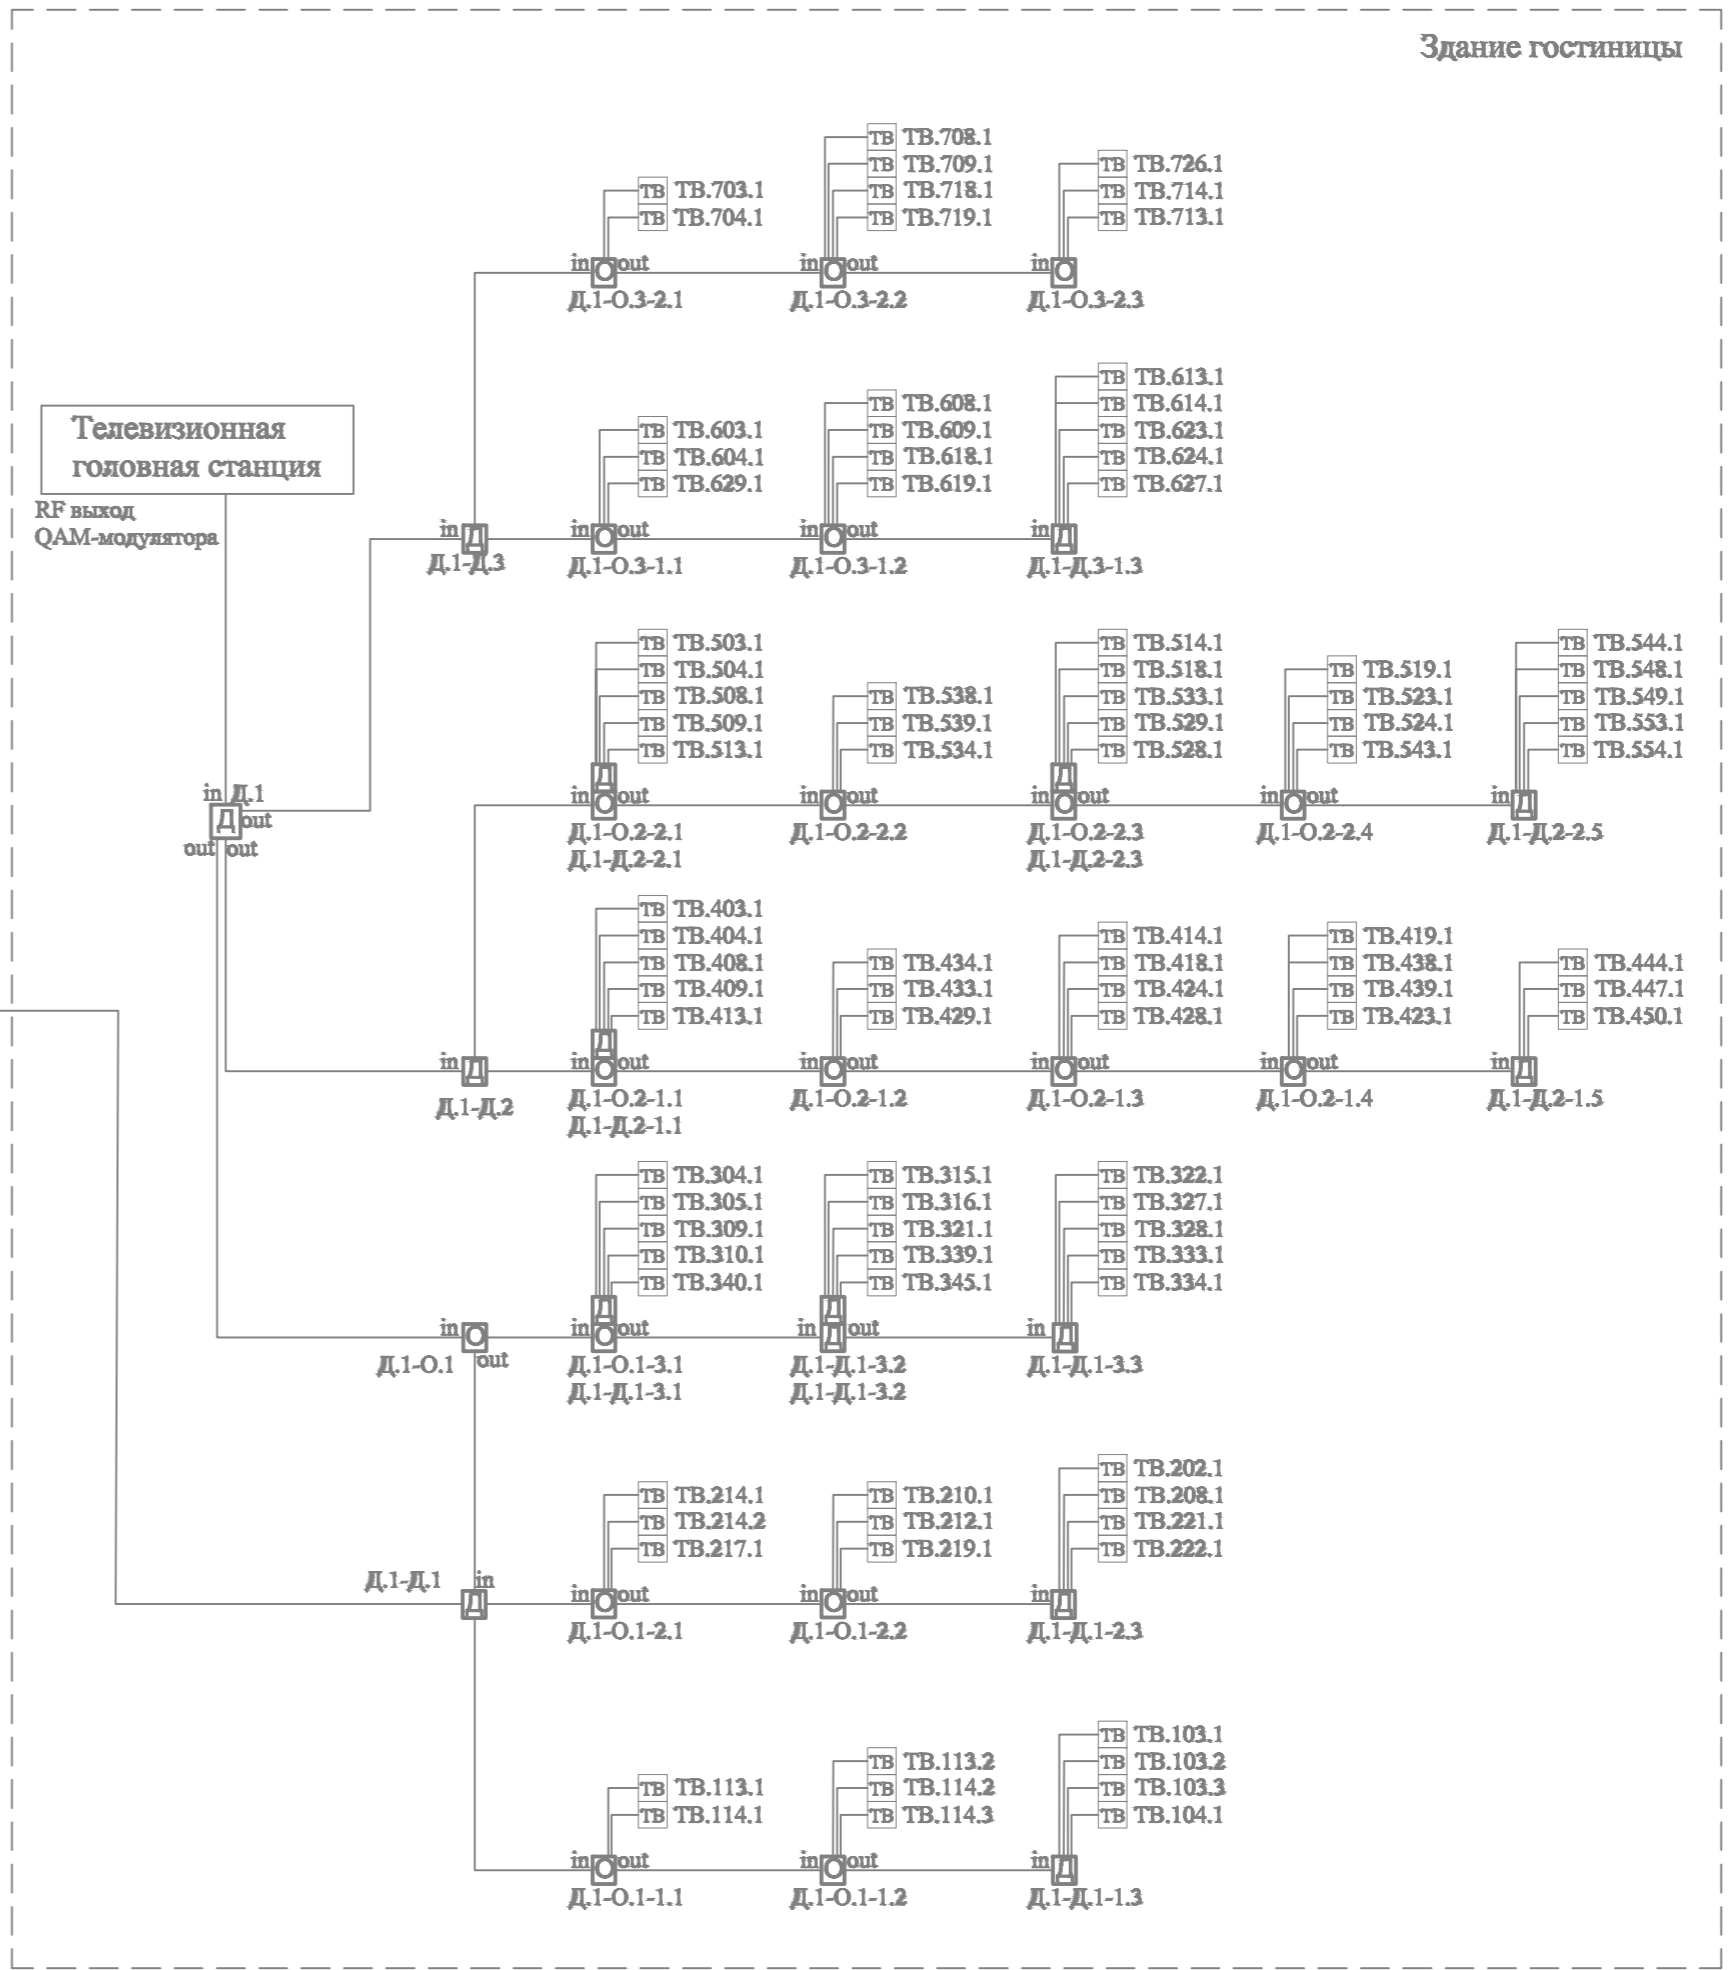 Здание гостиницы
ТВ ТВ.703.1
ТВ ТВ.704.1
ТВ ТВ.708.1
ТВ ТВ.709.1
ТВ ТВ.718.1
ТВ ТВ.719.1
ТВ ТВ.726.1
ТВ ТВ.714.1
ТВ ТВ.713.1
in О out
Д.1-О.3-2.1
in О out
Д.1-О.3-2.2
in О
Д.1-О.3-2.3
Телевизионная
головная станция
RF выход
QAM-модулятора
ТВ ТВ.603.1
ТВ ТВ.604.1
ТВ ТВ.629.1
ТВ ТВ.608.1
ТВ ТВ.609.1
ТВ ТВ.618.1
ТВ ТВ.619.1
ТВ ТВ.613.1
ТВ ТВ.614.1
ТВ ТВ.623.1
ТВ ТВ.624.1
ТВ ТВ.627.1
in Д
Д.1-Д.3
in О out
Д.1-О.3-1.1
in О out
Д.1-О.3-1.2
in Д
Д.1-Д.3-1.3
ТВ ТВ.503.1
ТВ ТВ.504.1
ТВ ТВ.508.1
ТВ ТВ.509.1
ТВ ТВ.513.1
ТВ ТВ.538.1
ТВ ТВ.539.1
ТВ ТВ.534.1
ТВ ТВ.514.1
ТВ ТВ.518.1
ТВ ТВ.533.1
ТВ ТВ.529.1
ТВ ТВ.528.1
ТВ ТВ.519.1
ТВ ТВ.523.1
ТВ ТВ.524.1
ТВ ТВ.543.1
ТВ ТВ.544.1
ТВ ТВ.548.1
ТВ ТВ.549.1
ТВ ТВ.553.1
ТВ ТВ.554.1
in Д.1
Д out
out out
Д
in О out
Д.1-О.2-2.1
Д.1-Д.2-2.1
in О out
Д.1-О.2-2.2
Д
in О out
Д.1-О.2-2.3
Д.1-Д.2-2.3
in О out
Д.1-О.2-2.4
in Д
Д.1-Д.2-2.5
ТВ ТВ.403.1
ТВ ТВ.404.1
ТВ ТВ.408.1
ТВ ТВ.409.1
ТВ ТВ.413.1
ТВ ТВ.434.1
ТВ ТВ.433.1
ТВ ТВ.429.1
ТВ ТВ.414.1
ТВ ТВ.418.1
ТВ ТВ.424.1
ТВ ТВ.428.1
ТВ ТВ.419.1
ТВ ТВ.438.1
ТВ ТВ.439.1
ТВ ТВ.423.1
ТВ ТВ.444.1
ТВ ТВ.447.1
ТВ ТВ.450.1
in Д
Д.1-Д.2
Д
in О out
Д.1-О.2-1.1
Д.1-Д.2-1.1
in О out
Д.1-О.2-1.2
in О out
Д.1-О.2-1.3
in О out
Д.1-О.2-1.4
in Д
Д.1-Д.2-1.5
ТВ ТВ.304.1
ТВ ТВ.305.1
ТВ ТВ.309.1
ТВ ТВ.310.1
ТВ ТВ.340.1
ТВ ТВ.315.1
ТВ ТВ.316.1
ТВ ТВ.321.1
ТВ ТВ.339.1
ТВ ТВ.345.1
ТВ ТВ.322.1
ТВ ТВ.327.1
ТВ ТВ.328.1
ТВ ТВ.333.1
ТВ ТВ.334.1
in О
Д.1-О.1 out
Д
in О out
Д.1-О.1-3.1
Д.1-Д.1-3.1
Д
in Д out
Д.1-Д.1-3.2
Д.1-Д.1-3.2
in Д
Д.1-Д.1-3.3
ТВ ТВ.214.1
ТВ ТВ.214.2
ТВ ТВ.217.1
ТВ ТВ.210.1
ТВ ТВ.212.1
ТВ ТВ.219.1
ТВ ТВ.202.1
ТВ ТВ.208.1
ТВ ТВ.221.1
ТВ ТВ.222.1
Д.1-Д.1 in
Д
in О out
Д.1-О.1-2.1
in О out
Д.1-О.1-2.2
in Д
Д.1-Д.1-2.3
ТВ ТВ.113.1
ТВ ТВ.114.1
ТВ ТВ.113.2
ТВ ТВ.114.2
ТВ ТВ.114.3
ТВ ТВ.103.1
ТВ ТВ.103.2
ТВ ТВ.103.3
ТВ ТВ.104.1
in О out
Д.1-О.1-1.1
in О out
Д.1-О.1-1.2
in Д
Д.1-Д.1-1.3